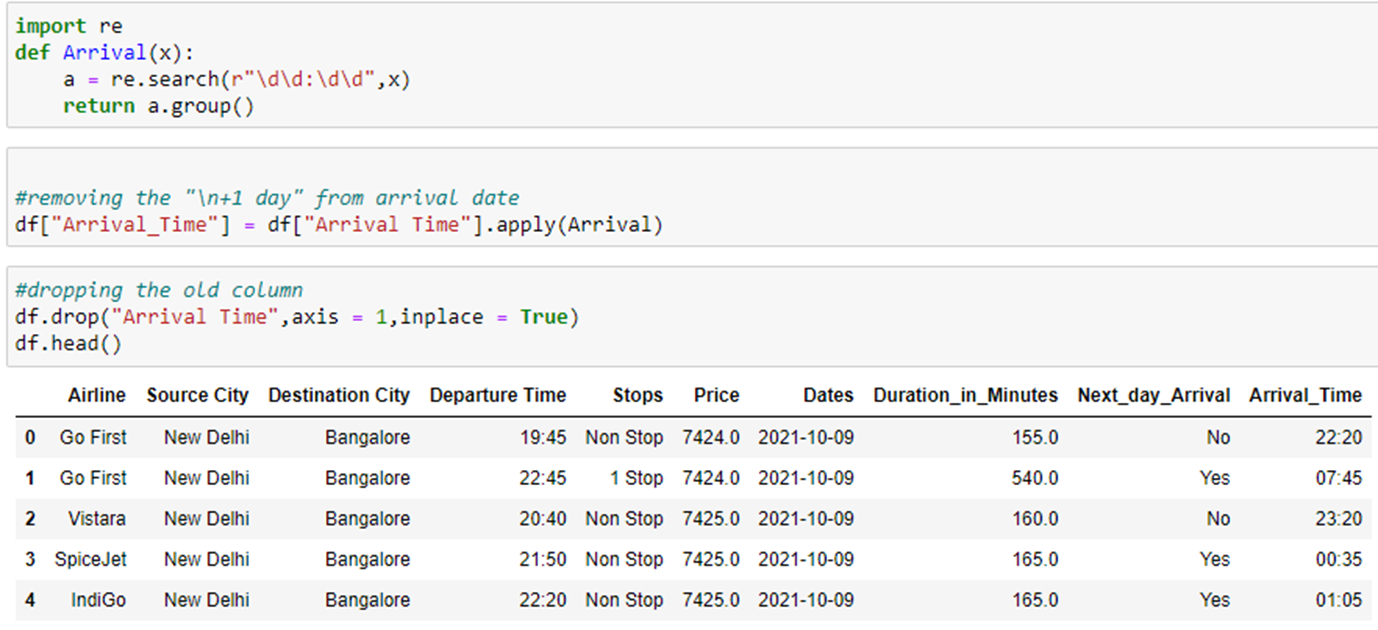 import re
def Arrival(x):
    a = re.search(r"\d\d:\d\d",x)
    return a.group()
#removing the "\n+1 day" from arrival date
df["Arrival_Time"] = df["Arrival Time"].apply(Arrival)
#dropping the old column
df.drop("Arrival Time",axis = 1,inplace = True)
df.head()
Airline Source City Destination City Departure Time Stops Price Dates Duration_in_Minutes Next_day_Arrival Arrival_Time
0 Go First New Delhi Bangalore 19:45 Non Stop 7424.0 2021-10-09 155.0 No 22:20
1 Go First New Delhi Bangalore 22:45 1 Stop 7424.0 2021-10-09 540.0 Yes 07:45
2 Vistara New Delhi Bangalore 20:40 Non Stop 7425.0 2021-10-09 160.0 No 23:20
3 SpiceJet New Delhi Bangalore 21:50 Non Stop 7425.0 2021-10-09 165.0 Yes 00:35
4 IndiGo New Delhi Bangalore 22:20 Non Stop 7425.0 2021-10-09 165.0 Yes 01:05